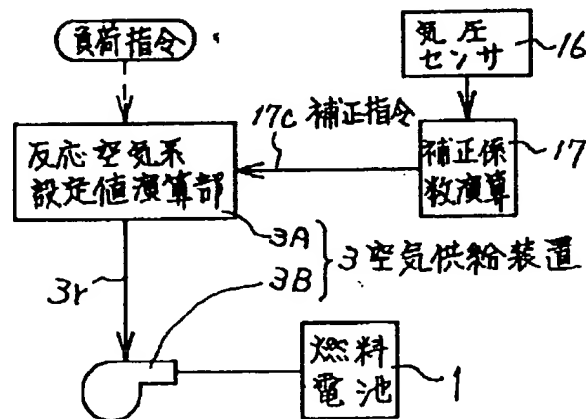 負荷指令
気圧
センサ
16
17c 補正指令
反応空気系
設定値演算部
補正係
数演算
17
3A
3 空気供給装置
3r
3B
燃料
電池
1